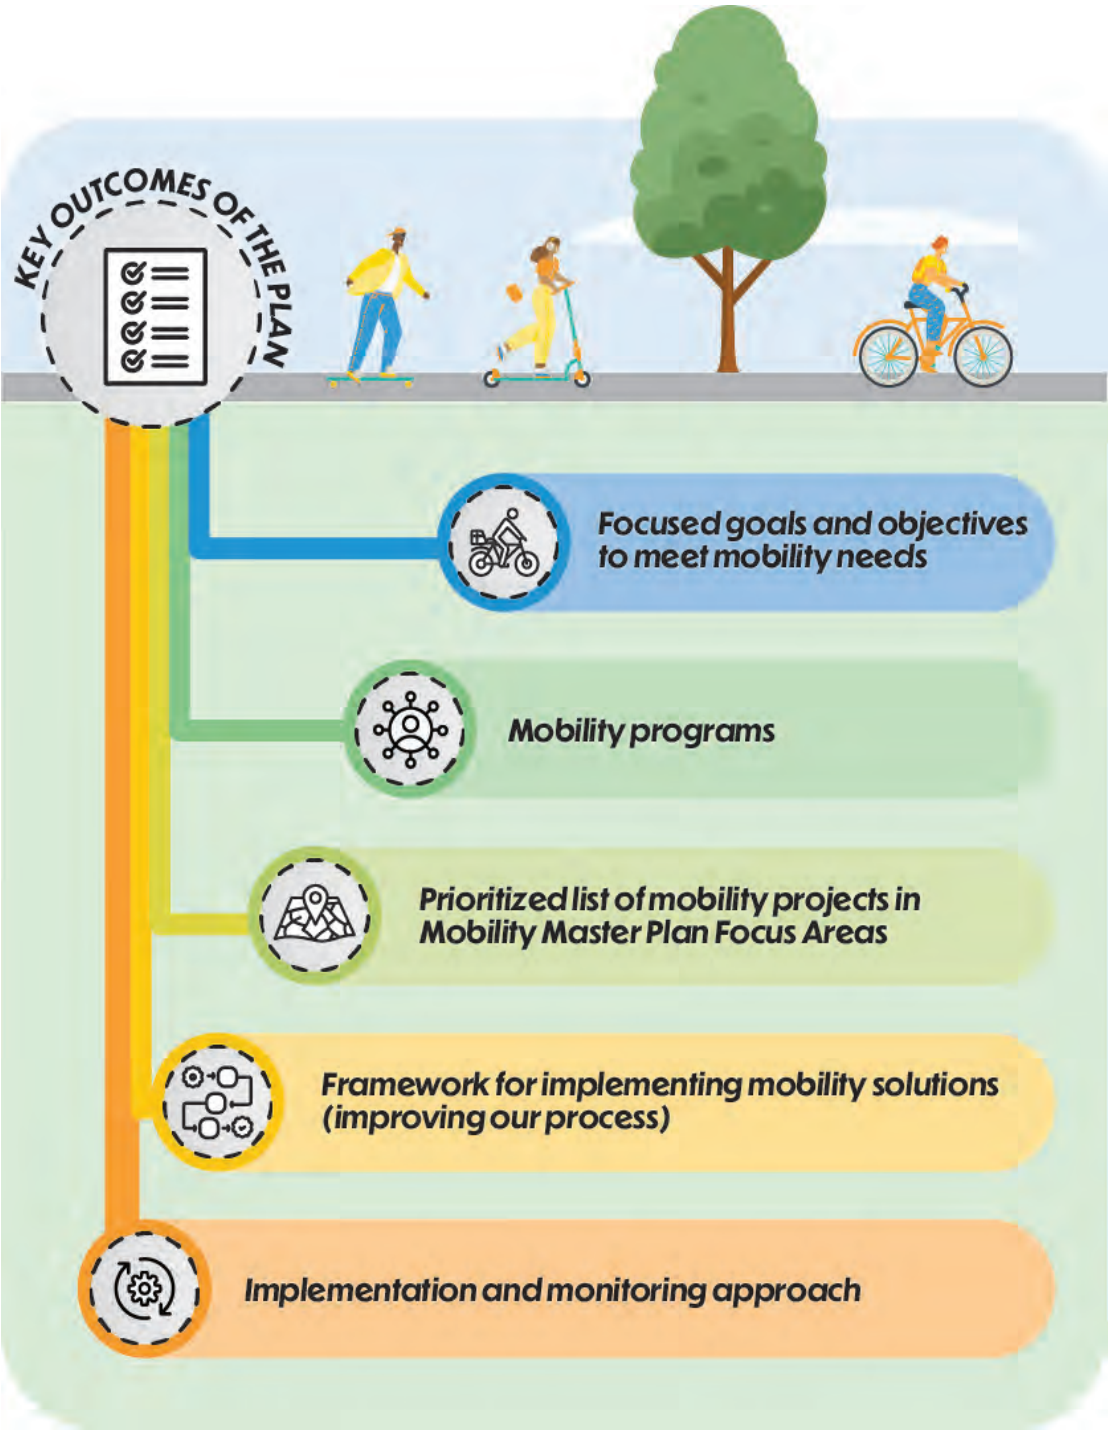 KEY OUTCOMES OF THE PLAN
Focused goals and objectives
to meet mobility needs
Mobility programs
Prioritized list of mobility projects in
Mobility Master Plan Focus Areas
Framework for implementing mobility solutions
(improving our process)
Implementation and monitoring approach